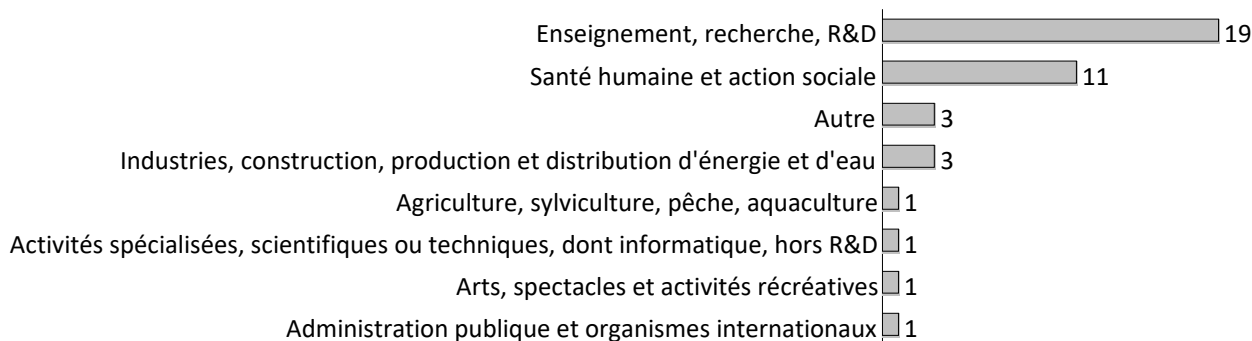 Enseignement, recherche, R&D 19
Santé humaine et action sociale 11
Autre 3
Industries, construction, production et distribution d'énergie et d'eau 3
Agriculture, sylviculture, pêche, aquaculture 1
Activités spécialisées, scientifiques ou techniques, dont informatique, hors R&D 1
Arts, spectacles et activités récréatives 1
Administration publique et organismes internationaux 1